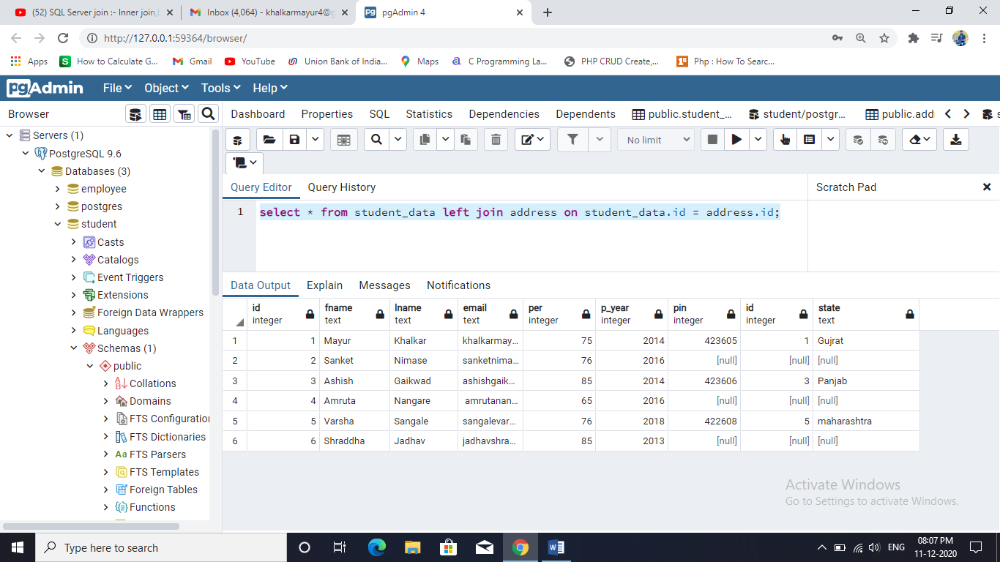 (52) SQL Server join :- Inner join,L
Inbox (4,064) - khalkarmayur4@g
pgAdmin 4
http://127.0.0.1:59364/browser/
Apps
How to Calculate G...
Gmail
YouTube
Union Bank of India...
Maps
C Programming La...
PHP CRUD Create,...
Php : How To Searc...
pgAdmin
File
Object
Tools
Help
Browser
Dashboard
Properties
SQL
Statistics
Dependencies
Dependents
public.student_...
student/postgr...
public.add
Servers (1)
PostgreSQL 9.6
Databases (3)
employee
postgres
student
Casts
Catalogs
Event Triggers
Extensions
Foreign Data Wrappers
Languages
Schemas (1)
public
Collations
Domains
FTS Configuratio
FTS Dictionaries
Aa FTS Parsers
FTS Templates
Foreign Tables
Functions
No limit
Query Editor
Query History
Scratch Pad
1 select * from student_data left join address on student_data.id = address.id;
Data Output
Explain
Messages
Notifications
id fname lname email per p_year pin id state
integer text text text integer integer integer integer text
1 1 Mayur Khalkar khalkarmay... 75 2014 423605 1 Gujrat
2 2 Sanket Nimase sanketnima... 76 2016 [null] [null] [null]
3 3 Ashish Gaikwad ashishgaik... 85 2014 423606 3 Panjab
4 4 Amruta Nangare amrutanan... 65 2016 [null] [null] [null]
5 5 Varsha Sangale sangalevar... 76 2018 422608 5 maharashtra
6 6 Shraddha Jadhav jadhavshra... 85 2013 [null] [null] [null]
Activate Windows
Go to Settings to activate Windows.
Type here to search
ENG
08:07 PM
11-12-2020